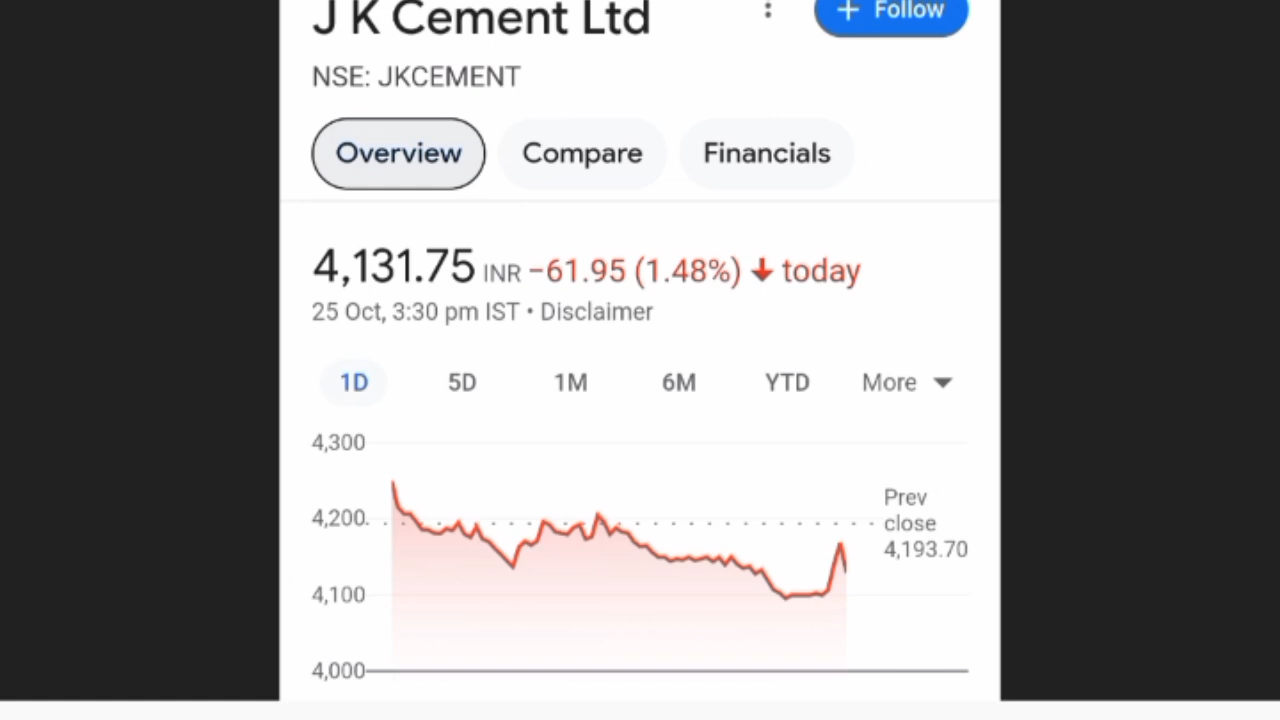 J K Cement Ltd
+ Follow
NSE: JKCEMENT
Overview Compare Financials
4,131.75 INR −61.95 (1.48%) ↓ today
25 Oct, 3:30 pm IST • Disclaimer
1D 5D 1M 6M YTD More
4,300
4,200
4,100
4,000
Prev
close
4,193.70